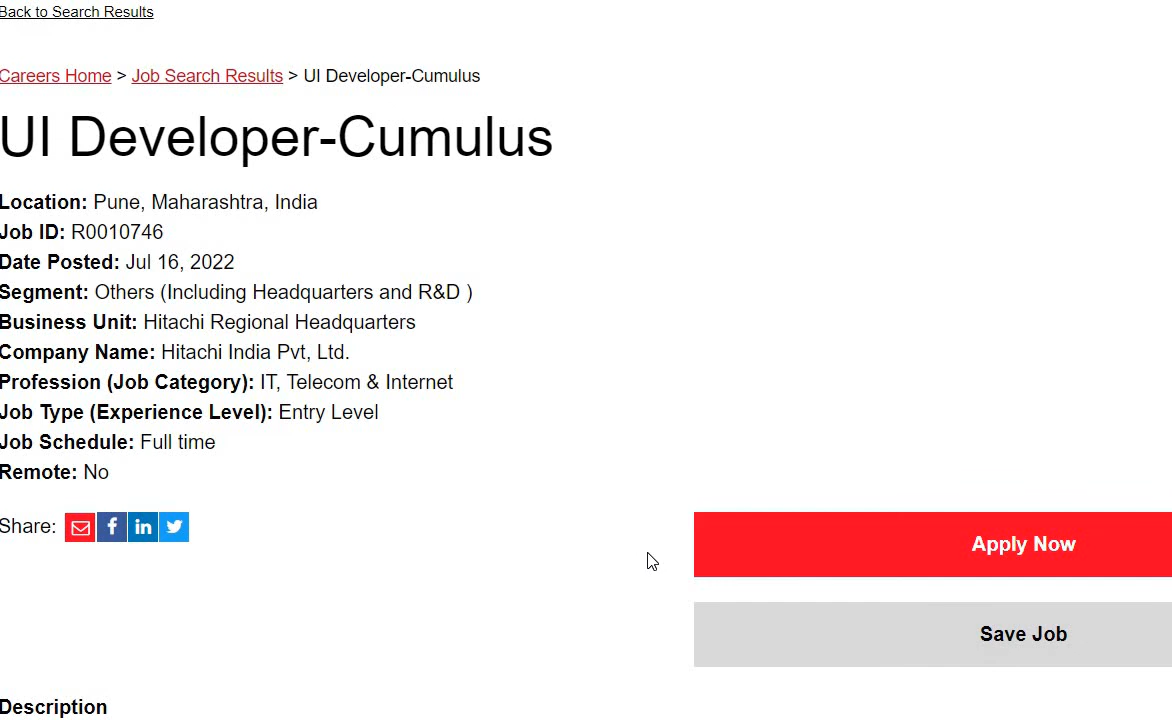 Back to Search Results
Careers Home > Job Search Results > UI Developer-Cumulus
UI Developer-Cumulus
Location: Pune, Maharashtra, India
Job ID: R0010746
Date Posted: Jul 16, 2022
Segment: Others (Including Headquarters and R&D )
Business Unit: Hitachi Regional Headquarters
Company Name: Hitachi India Pvt, Ltd.
Profession (Job Category): IT, Telecom & Internet
Job Type (Experience Level): Entry Level
Job Schedule: Full time
Remote: No
Share:
Apply Now
Save Job
Description